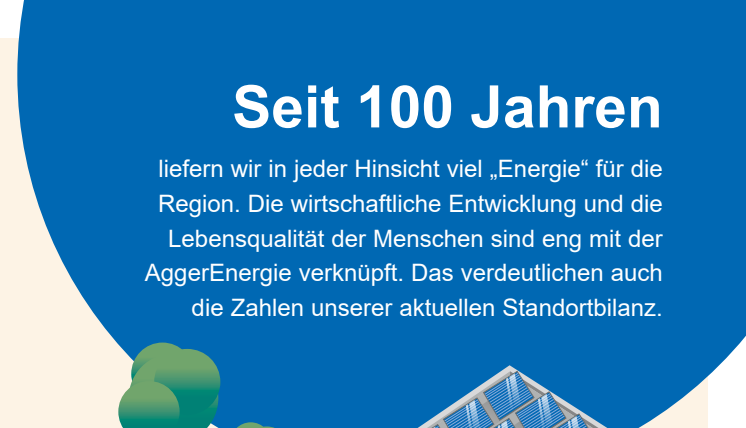 Seit 100 Jahren
liefern wir in jeder Hinsicht viel „Energie“ für die
Region. Die wirtschaftliche Entwicklung und die
Lebensqualität der Menschen sind eng mit der
AggerEnergie verknüpft. Das verdeutlichen auch
die Zahlen unserer aktuellen Standortbilanz.